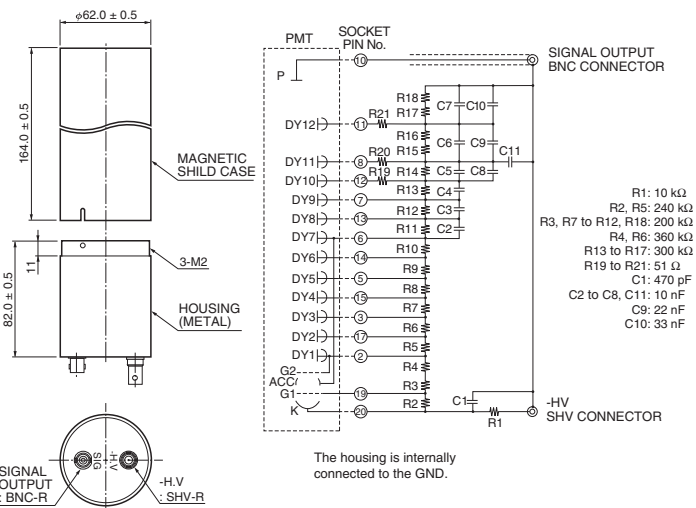 φ62.0 ± 0.5
164.0 ± 0.5
MAGNETIC
SHILD CASE
3-M2
11
82.0 ± 0.5
HOUSING
(METAL)
SIGNAL
OUTPUT
: BNC-R
SIG
-H.V
-H.V
: SHV-R
PMT
SOCKET
PIN No.
P
10
SIGNAL OUTPUT
BNC CONNECTOR
R18
C7
C10
R17
DY12
11
R21
R16
C6
C9
R15
C11
DY11
8
R20
R14
C5
C8
DY10
12
R19
R13
C4
DY9
7
R12
C3
DY8
13
R11
C2
DY7
6
R10
DY6
14
R9
DY5
5
R8
DY4
15
R7
DY3
3
R6
DY2
17
R5
DY1
2
R4
G2
ACC
R3
G1
19
R2
K
20
C1
R1
-HV
SHV CONNECTOR
R1: 10 kΩ
R2, R5: 240 kΩ
R3, R7 to R12, R18: 200 kΩ
R4, R6: 360 kΩ
R13 to R17: 300 kΩ
R19 to R21: 51 Ω
C1: 470 pF
C2 to C8, C11: 10 nF
C9: 22 nF
C10: 33 nF
The housing is internally
connected to the GND.